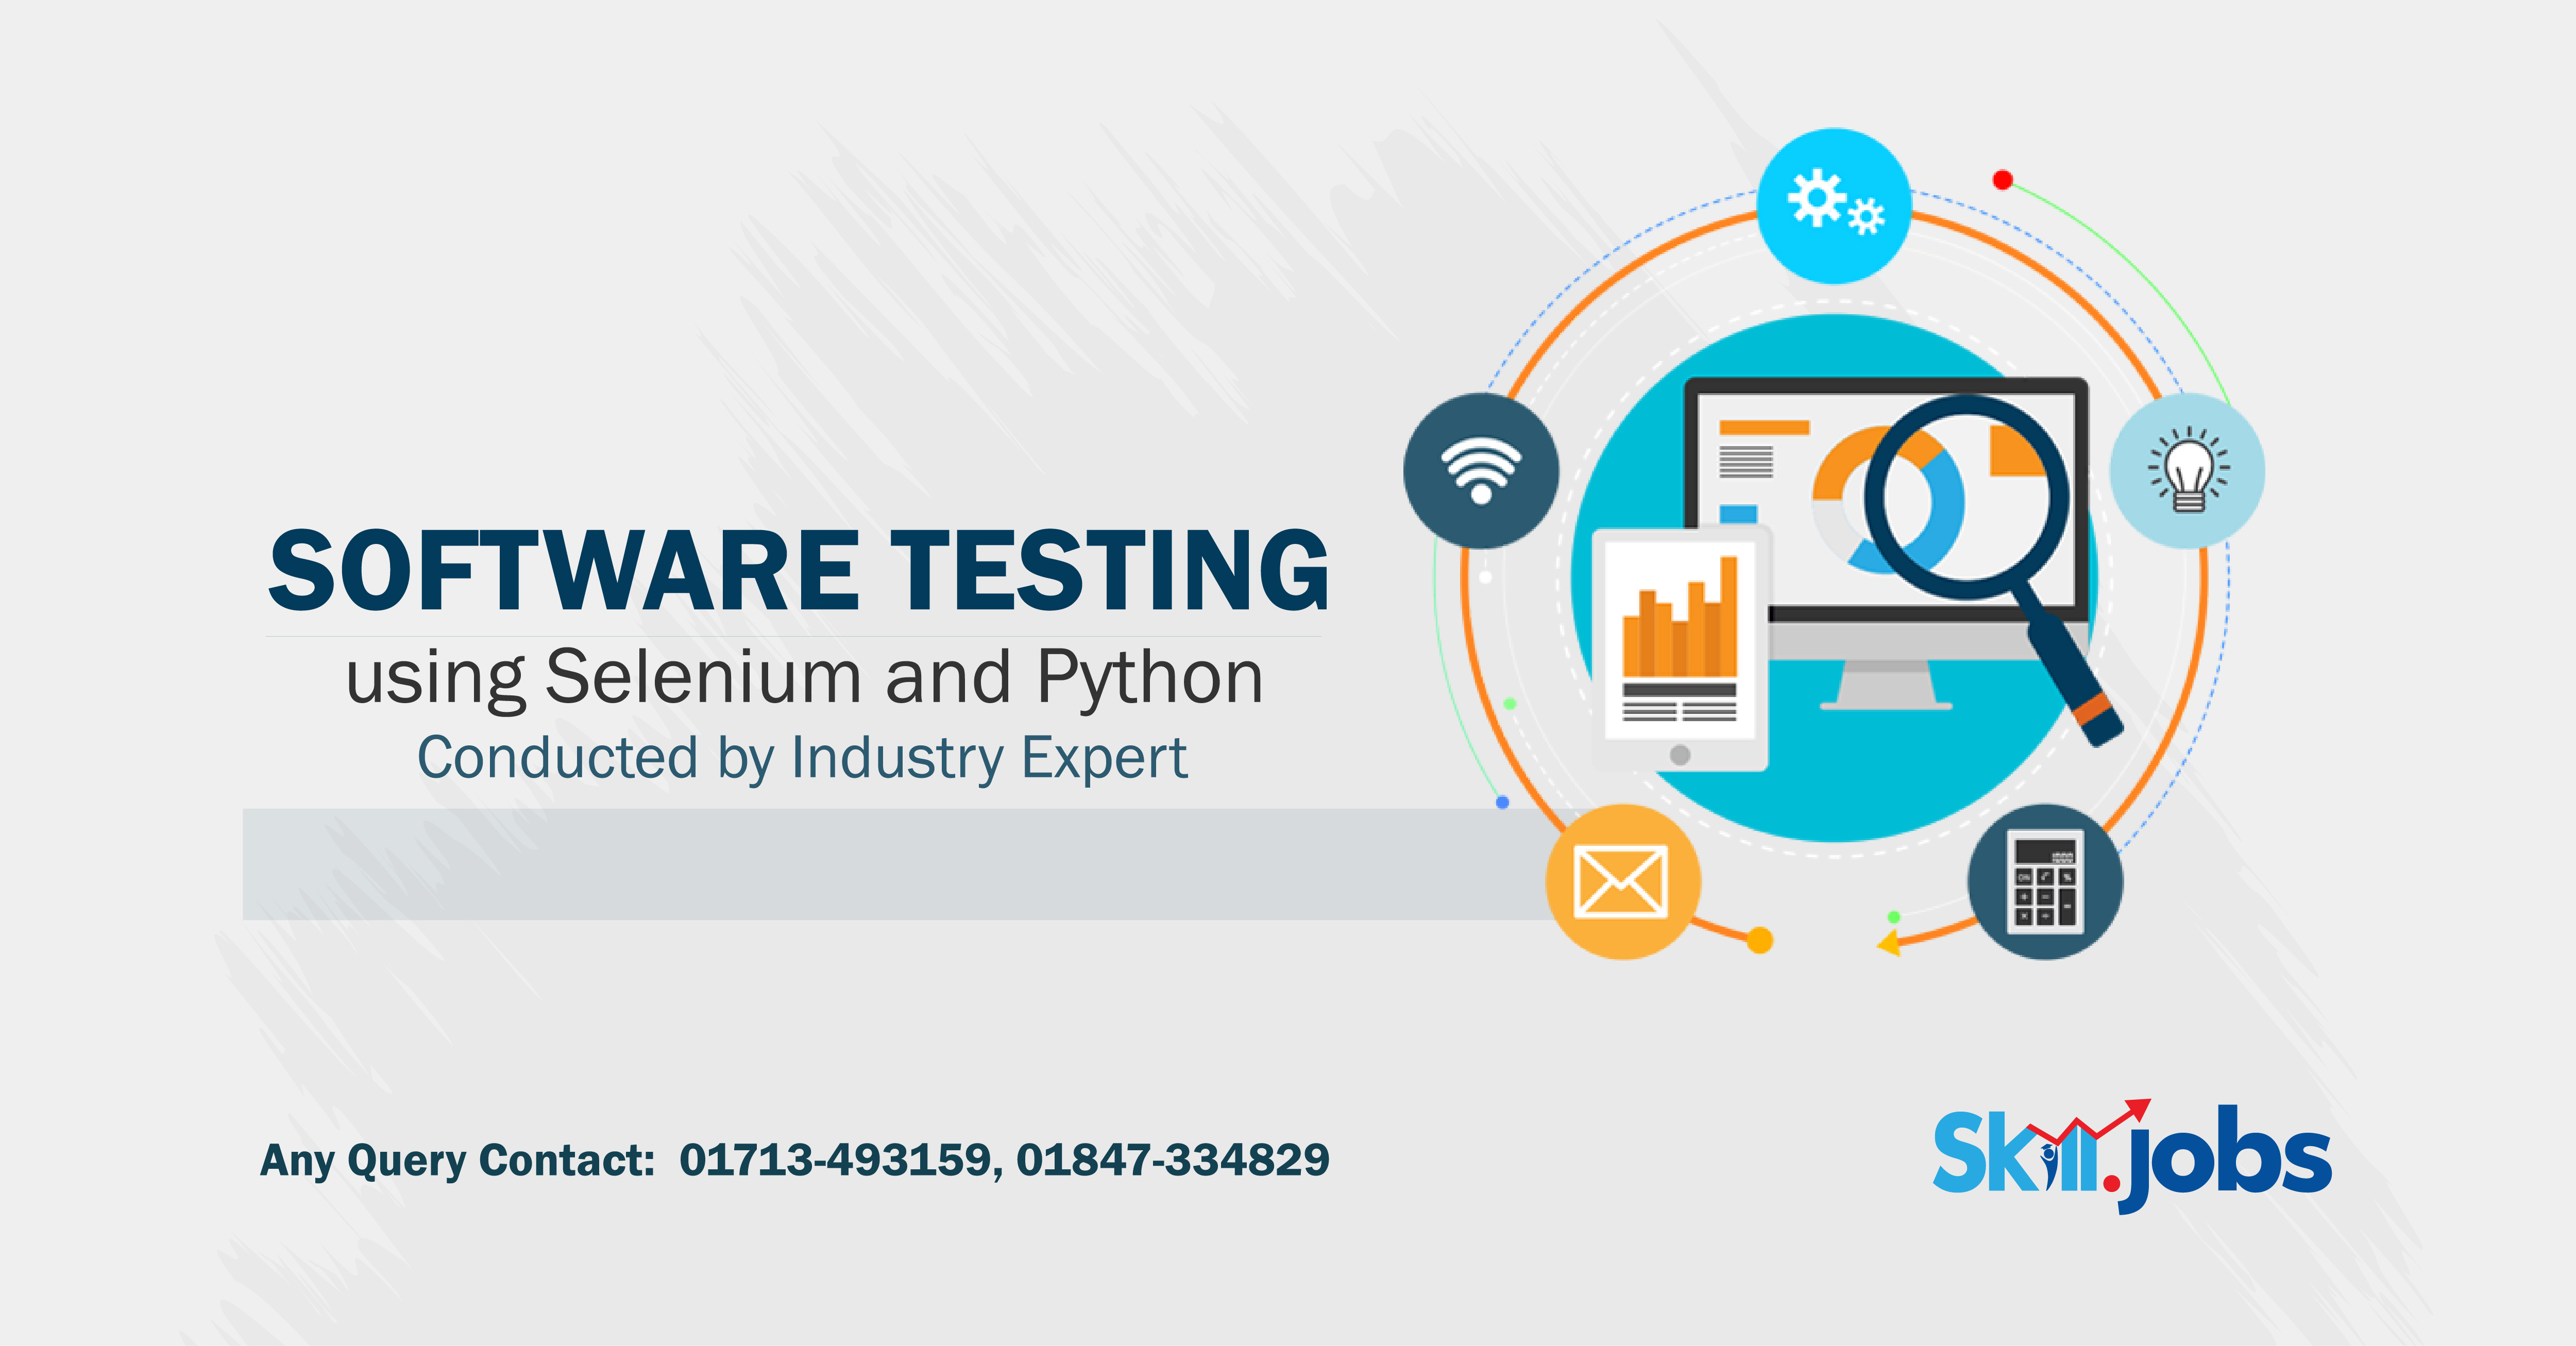 SOFTWARE TESTING
using Selenium and Python
Conducted by Industry Expert
Any Query Contact: 01713-493159, 01847-334829
Skill.jobs